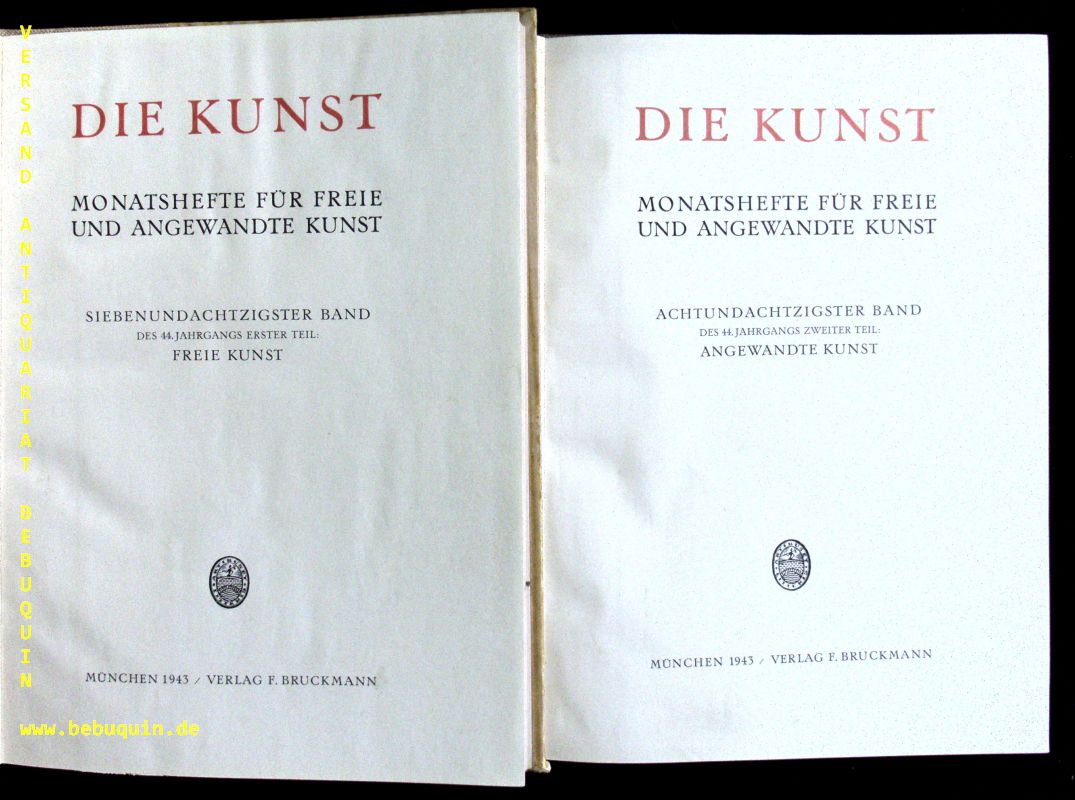 VERSAND ANTIQUARIAT BEBUQUIN
www.bebuquin.de
DIE KUNST
MONATSHEFTE FÜR FREIE
UND ANGEWANDTE KUNST
SIEBENUNDACHTZIGSTER BAND
DES 44. JAHRGANGS ERSTER TEIL:
FREIE KUNST
MÜNCHEN 1943 / VERLAG F. BRUCKMANN
DIE KUNST
MONATSHEFTE FÜR FREIE
UND ANGEWANDTE KUNST
ACHTUNDACHTZIGSTER BAND
DES 44. JAHRGANGS ZWEITER TEIL:
ANGEWANDTE KUNST
MÜNCHEN 1943 / VERLAG F. BRUCKMANN